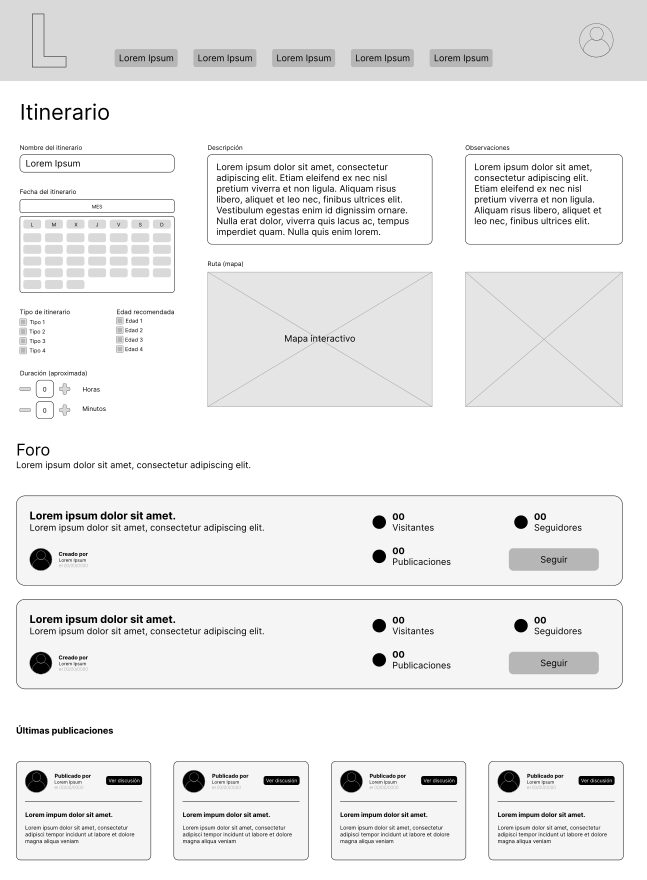 L
Lorem Ipsum
Lorem Ipsum
Lorem Ipsum
Lorem Ipsum
Lorem Ipsum
Itinerario
Nombre del itinerario
Lorem Ipsum
Fecha del itinerario
MES
L M X J V S D
Tipo de itinerario
Tipo 1
Tipo 2
Tipo 3
Tipo 4
Edad recomendada
Edad 1
Edad 2
Edad 3
Edad 4
Duración (aproximada)
0 Horas
0 Minutos
Descripción
Lorem ipsum dolor sit amet, consectetur
adipiscing elit. Etiam eleifend ex nec nisl
pretium viverra et non ligula. Aliquam risus
libero, aliquet et leo nec, finibus ultrices elit.
Vestibulum egestas enim id dignissim ornare.
Nulla erat dolor, viverra quis lacus ac, tempus
imperdiet quam. Nulla quis enim lorem.
Ruta (mapa)
Mapa interactivo
Observaciones
Lorem ipsum dolor sit amet,
consectetur adipiscing elit.
Etiam eleifend ex nec nisl
pretium viverra et non ligula.
Aliquam risus libero, aliquet et
leo nec, finibus ultrices elit.
Foro
Lorem ipsum dolor sit amet, consectetur adipiscing elit.
Lorem ipsum dolor sit amet.
Lorem ipsum dolor sit amet, consectetur adipiscing elit.
Creado por
Lorem Ipsum
00
Visitantes
00
Seguidores
00
Publicaciones
Seguir
Lorem ipsum dolor sit amet.
Lorem ipsum dolor sit amet, consectetur adipiscing elit.
Creado por
Lorem Ipsum
00
Visitantes
00
Seguidores
00
Publicaciones
Seguir
Últimas publicaciones
Publicado por
Lorem Ipsum
Ver discusión
Lorem impum dolor sit amet.
Lorem ipsum dolor sit amet, consectetur
adipisci tempor incidunt ut labore et dolore
magna aliqua veniam
Publicado por
Lorem Ipsum
Ver discusión
Lorem impum dolor sit amet.
Lorem ipsum dolor sit amet, consectetur
adipisci tempor incidunt ut labore et dolore
magna aliqua veniam
Publicado por
Lorem Ipsum
Ver discusión
Lorem impum dolor sit amet.
Lorem ipsum dolor sit amet, consectetur
adipisci tempor incidunt ut labore et dolore
magna aliqua veniam
Publicado por
Lorem Ipsum
Ver discusión
Lorem impum dolor sit amet.
Lorem ipsum dolor sit amet, consectetur
adipisci tempor incidunt ut labore et dolore
magna aliqua veniam